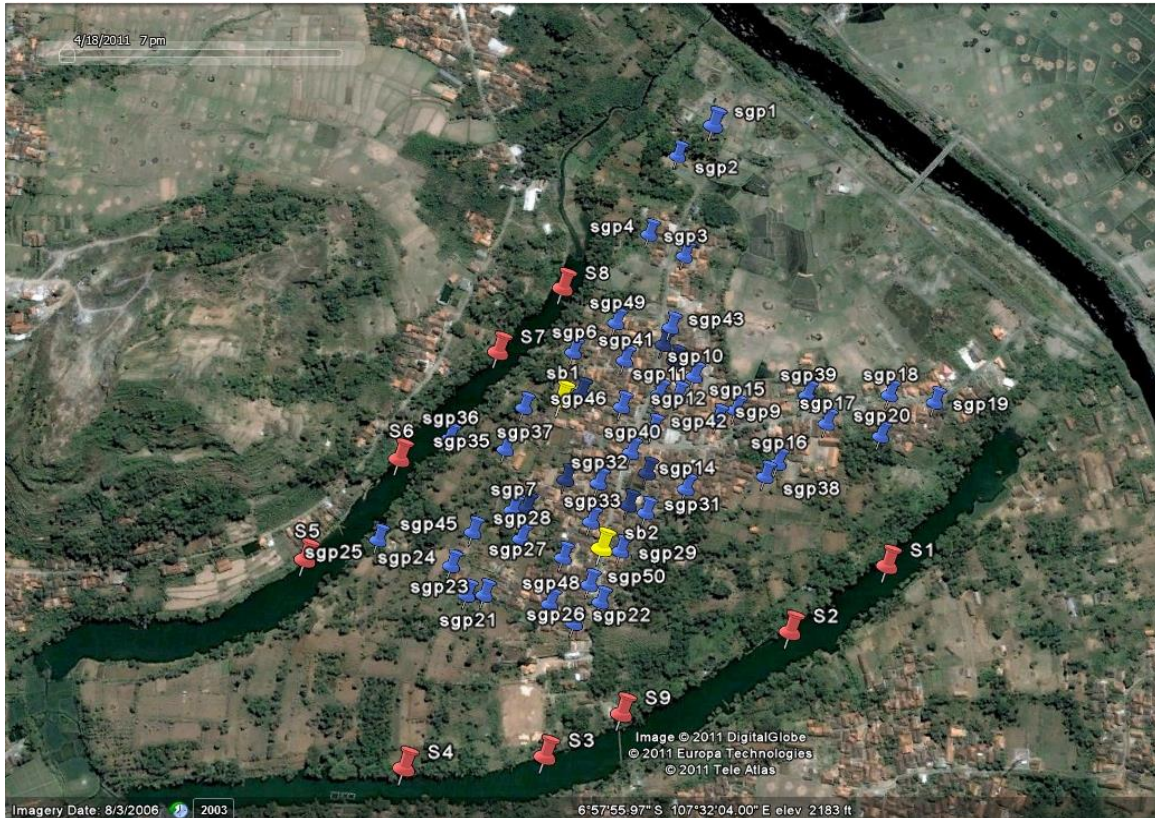 4/18/2011 7 pm
sgp1
sgp2
sgp4
sgp3
S8
sgp49
sgp43
S7
sgp6
sgp41
sgp10
sb1
sgp11
sgp39
sgp18
sgp46
sgp12
sgp15
sgp9
sgp17
sgp19
sgp36
sgp42
sgp20
S6
sgp35
sgp37
sgp40
sgp16
sgp32
sgp14
sgp38
sgp7
sgp33
sgp31
sgp45
sgp28
sb2
S5
sgp25
sgp24
sgp27
sgp29
S1
sgp23
sgp48
sgp50
sgp21
sgp26
sgp22
S2
S9
S3
S4
Image © 2011 DigitalGlobe
© 2011 Europa Technologies
© 2011 Tele Atlas
Imagery Date: 8/3/2006 2003 6°57'55.97" S 107°32'04.00" E elev 2183 ft